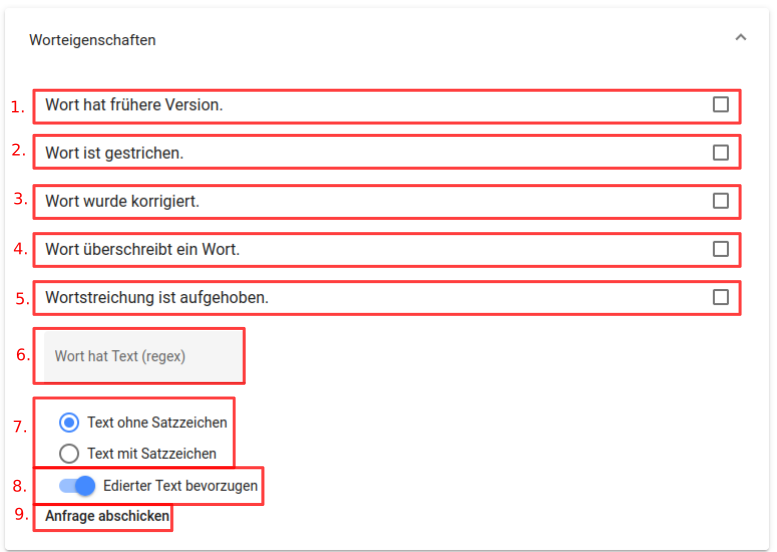 Worteigenschaften
1. Wort hat frühere Version.
2. Wort ist gestrichen.
3. Wort wurde korrigiert.
4. Wort überschreibt ein Wort.
5. Wortstreichung ist aufgehoben.
6. Wort hat Text (regex)
7. Text ohne Satzzeichen
Text mit Satzzeichen
8. Edierter Text bevorzugen
9. Anfrage abschicken